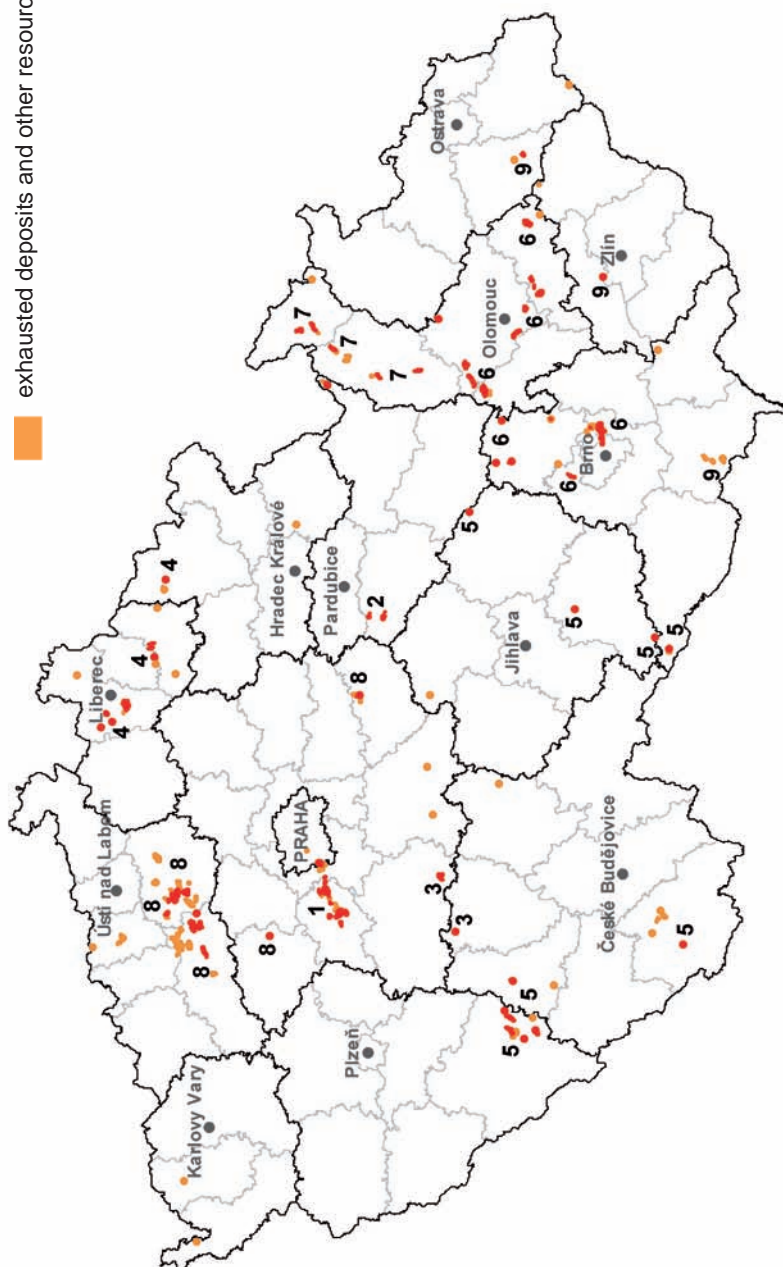 exhausted deposits and other resourc
Liberec
Ústí nad Labem
4
4
8
4
8
Karlovy Vary
8
8
Hradec Králové
PRAHA
7
1
Pardubice
7
Plzeň
8
2
7
3
Ostrava
3
5
6
Olomouc
6
5
Jihlava
9
5
6
6
6
5
Brno
9
České Budějovice
Zlín
6
5
5
5
9